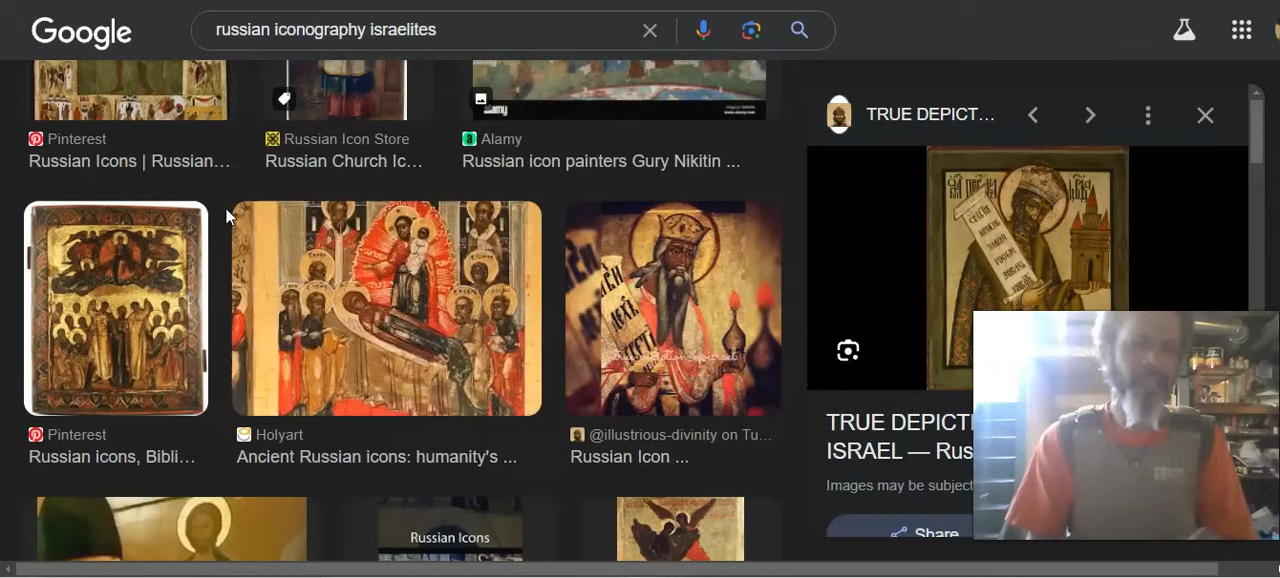 Google
russian iconography israelites
alamy
Pinterest
Russian Icons | Russian...
Russian Icon Store
Russian Church Ic...
Alamy
Russian icon painters Gury Nikitin ...
TRUE DEPICT...
Pinterest
Russian icons, Bibli...
Holyart
Ancient Russian icons: humanity's ...
@illustrious-divinity on Tu...
Russian Icon ...
TRUE DEPICT
ISRAEL — Rus
Images may be subject
Share
Russian Icons